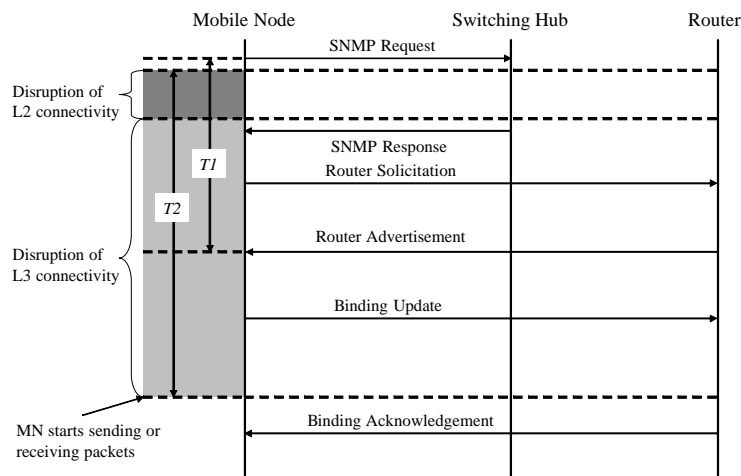 Mobile Node
Switching Hub
Router
SNMP Request
Disruption of
L2 connectivity
SNMP Response
T1
Router Solicitation
T2
Router Advertisement
Disruption of
L3 connectivity
Binding Update
Binding Acknowledgement
MN starts sending or
receiving packets